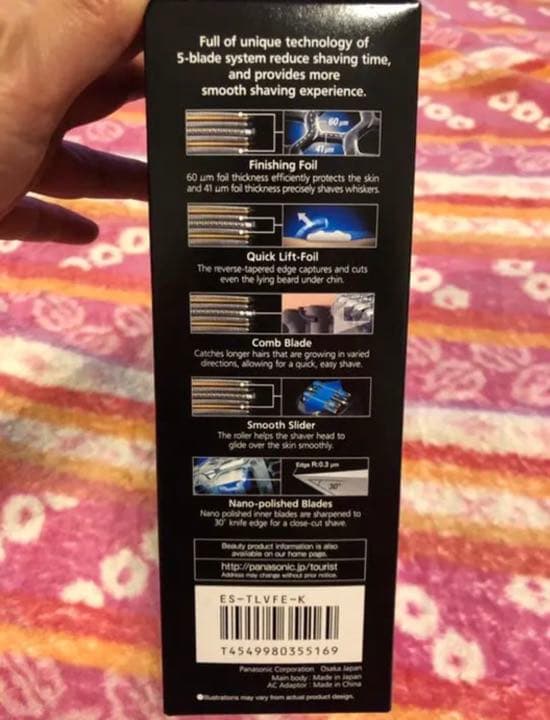 Full of unique technology of
5-blade system reduce shaving time,
and provides more
smooth shaving experience.
60 μm
41 μm
Finishing Foil
60 μm foil thickness efficiently protects the skin
and 41 μm foil thickness precisely shaves whiskers.
Quick Lift-Foil
The reverse-tapered edge captures and cuts
even the lying beard under chin.
Comb Blade
Catches longer hairs that are growing in varied
directions, allowing for a quick, easy shave.
Smooth Slider
The roller helps the shaver head to
glide over the skin smoothly.
Edge R:0.3 μm
30°
Nano-polished Blades
Nano polished inner blades are sharpened to
30° knife edge for a close-cut shave.
Beauty product information is also
available on our home page.
http://panasonic.jp/tourist
Address may change without prior notice.
ES-TLVFE-K
T4549980355169
Panasonic Corporation Osaka Japan
Main body : Made in Japan
AC Adaptor : Made in China
●Illustrations may vary from actual product design.